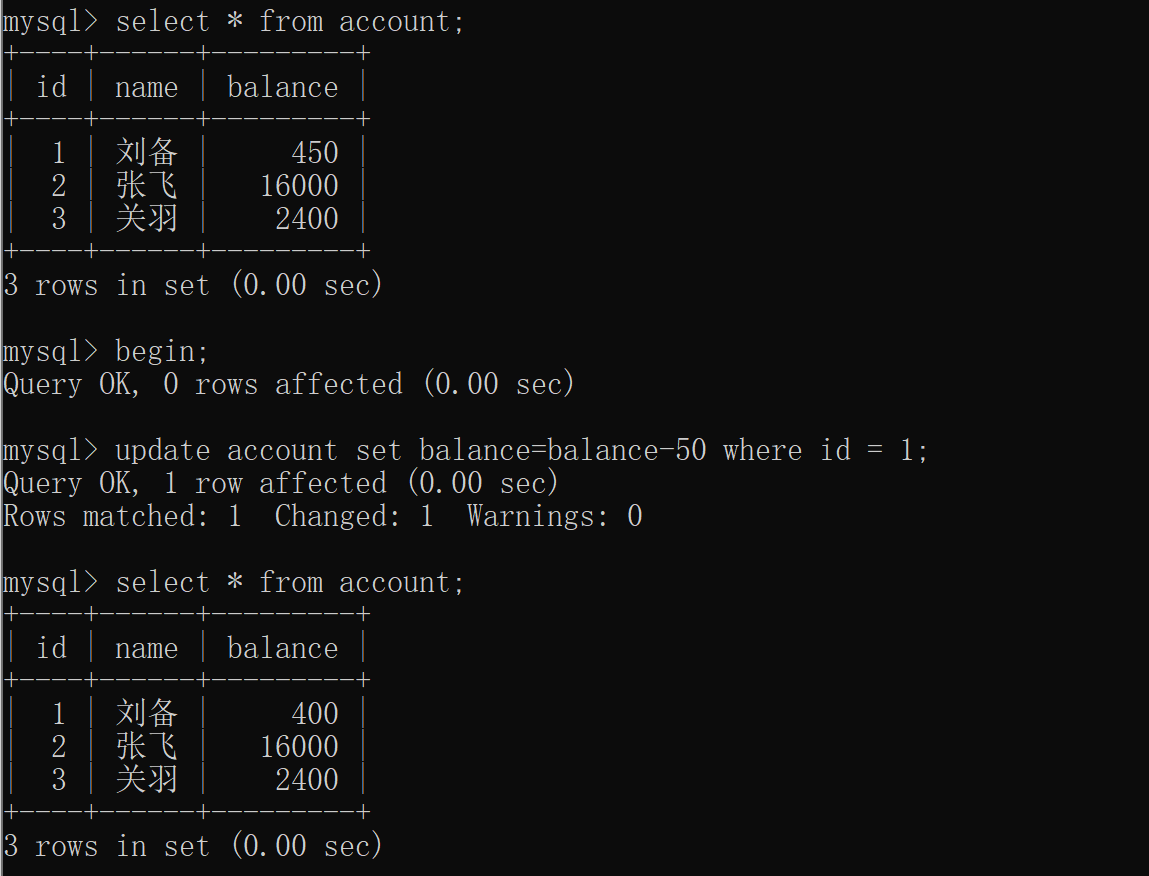 mysql> select * from account;
+----+------+---------+
| id | name | balance |
+----+------+---------+
|  1 | 刘备 |     450 |
|  2 | 张飞 |   16000 |
|  3 | 关羽 |    2400 |
+----+------+---------+
3 rows in set (0.00 sec)

mysql> begin;
Query OK, 0 rows affected (0.00 sec)

mysql> update account set balance=balance-50 where id = 1;
Query OK, 1 row affected (0.00 sec)
Rows matched: 1  Changed: 1  Warnings: 0

mysql> select * from account;
+----+------+---------+
| id | name | balance |
+----+------+---------+
|  1 | 刘备 |     400 |
|  2 | 张飞 |   16000 |
|  3 | 关羽 |    2400 |
+----+------+---------+
3 rows in set (0.00 sec)